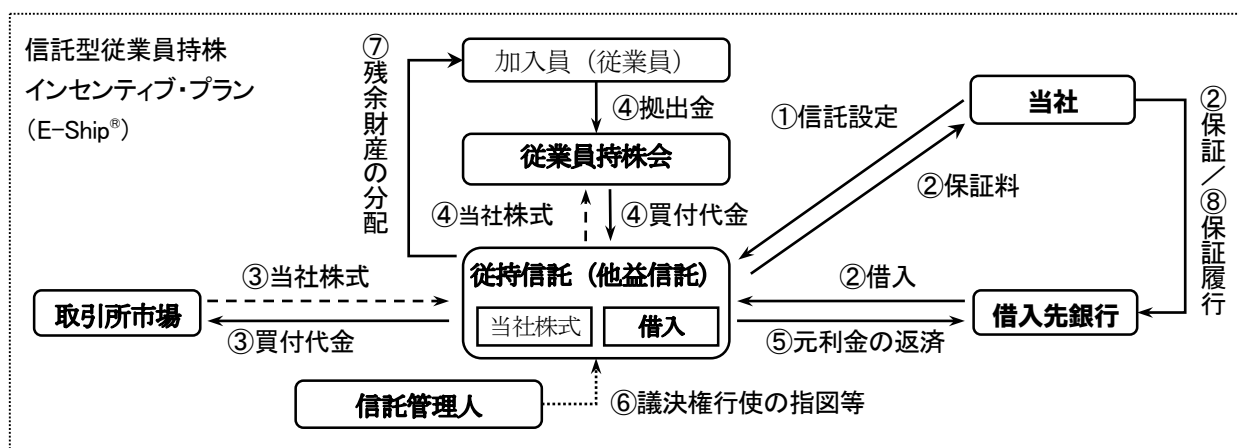 信託型従業員持株
インセンティブ・プラン
（E-Ship®）
⑦残余財産の分配
加入員（従業員）
④拠出金
従業員持株会
④当社株式
④買付代金
①信託設定
②保証料
当社
②保証／⑧保証履行
従持信託（他益信託）
当社株式
借入
③当社株式
③買付代金
取引所市場
②借入
⑤元利金の返済
借入先銀行
信託管理人
⑥議決権行使の指図等